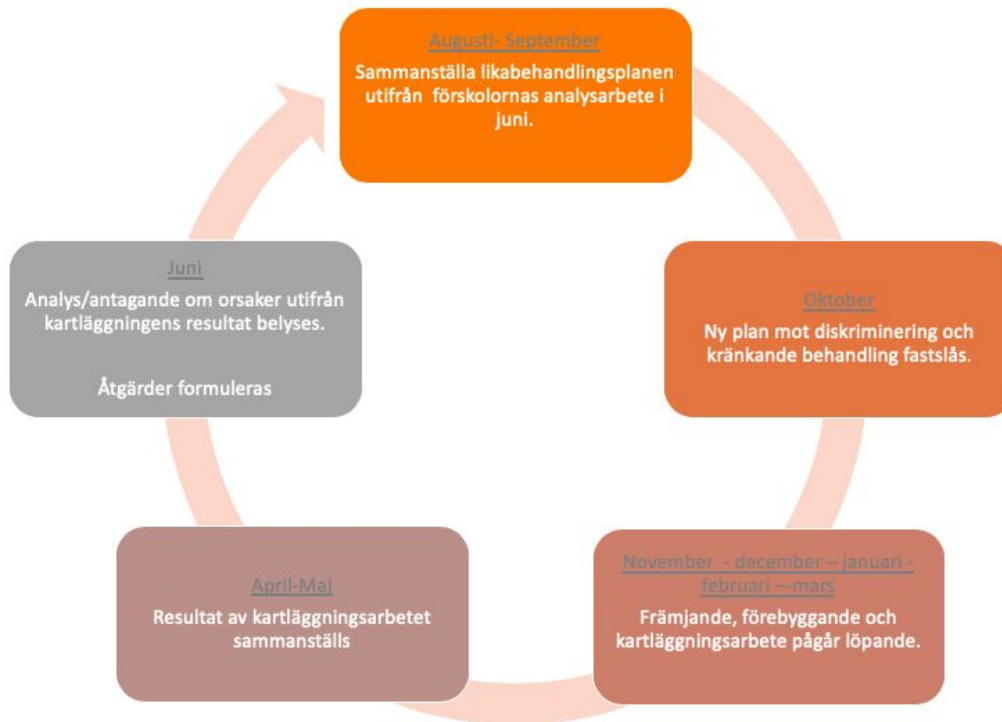 Augusti- September
Sammanställa likabehandlingsplanen
utifrån förskolornas analysarbete i
juni.
Oktober
Ny plan mot diskriminering och
kränkande behandling fastslås.
November - december – januari -
februari —mars
Främjande, förebyggande och
kartläggningsarbete pågår löpande.
April-Maj
Resultat av kartläggningsarbetet
sammanställs
Juni
Analys/antagande om orsaker utifrån
kartläggningens resultat belyses.
Åtgärder formuleras